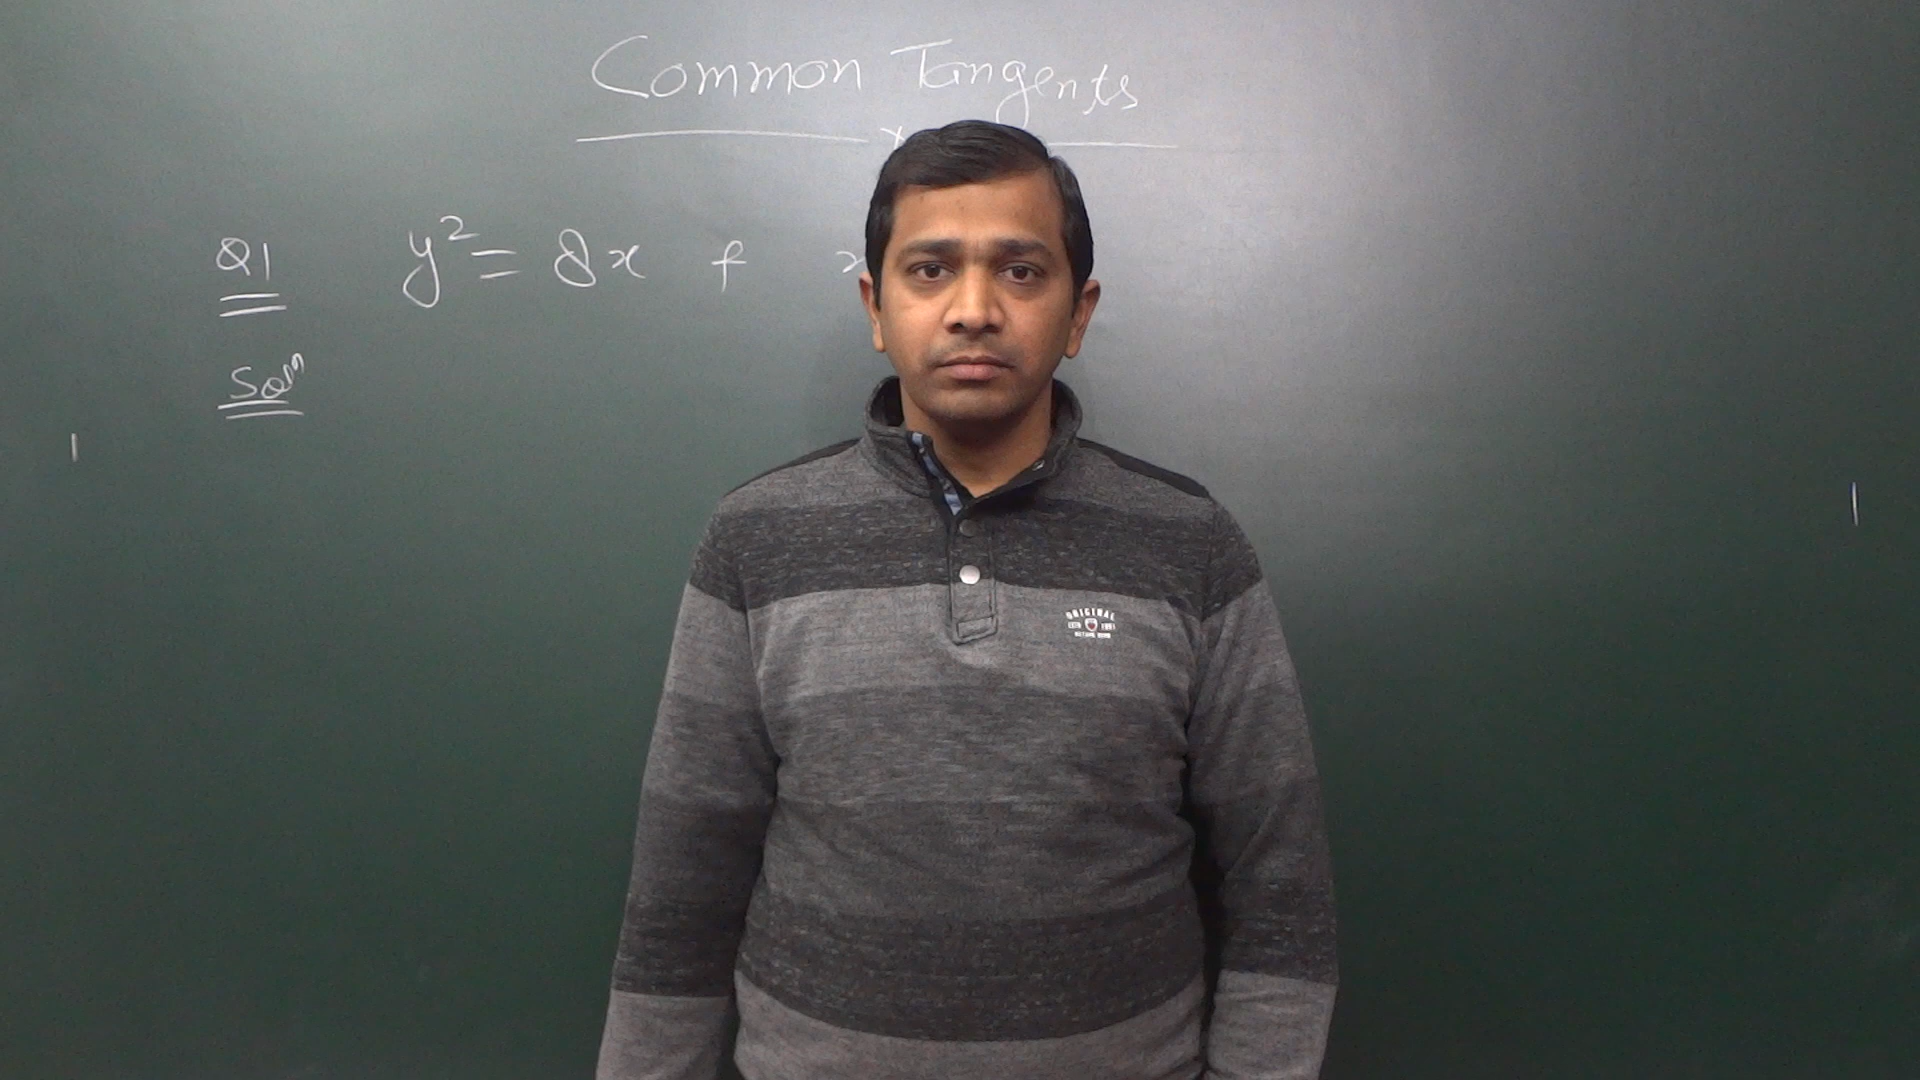 Common Tangents
Q1 y² = 8x f x
Solⁿ
ORIGINAL